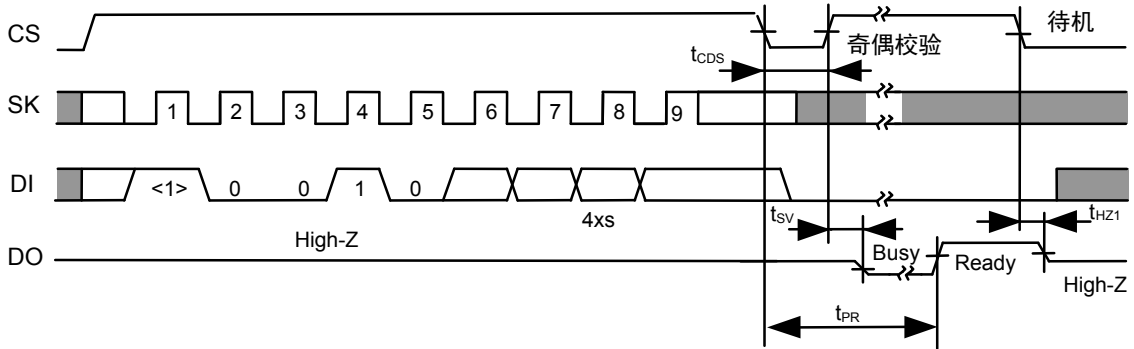 CS
待机
奇偶校验
tCDS
SK
1 2 3 4 5 6 7 8 9
DI
<1> 0 0 1 0
4xs
tSV
tHZ1
High-Z
DO
Busy
Ready
High-Z
tPR